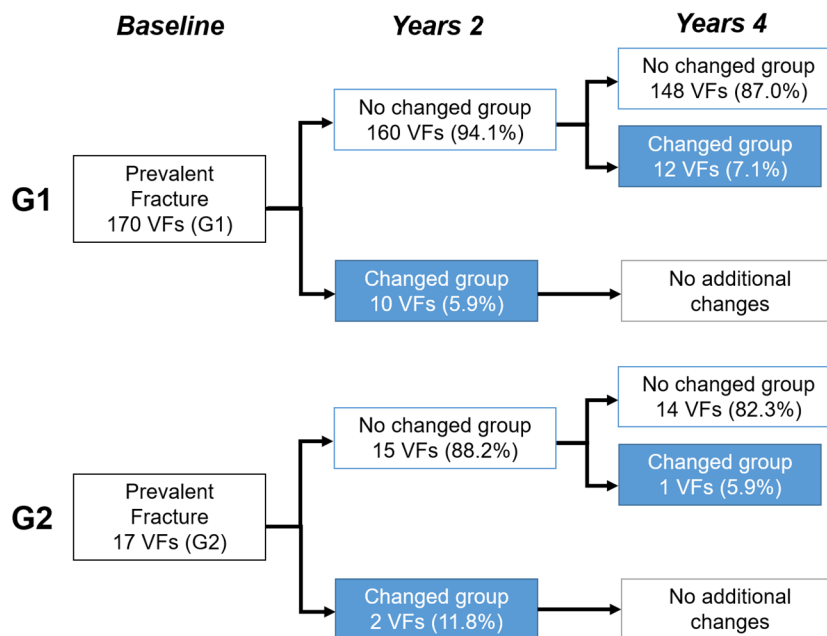 Baseline
Years 2
Years 4
G1
Prevalent
Fracture
170 VFs (G1)
No changed group
160 VFs (94.1%)
No changed group
148 VFs (87.0%)
Changed group
12 VFs (7.1%)
Changed group
10 VFs (5.9%)
No additional
changes
G2
Prevalent
Fracture
17 VFs (G2)
No changed group
15 VFs (88.2%)
No changed group
14 VFs (82.3%)
Changed group
1 VFs (5.9%)
Changed group
2 VFs (11.8%)
No additional
changes